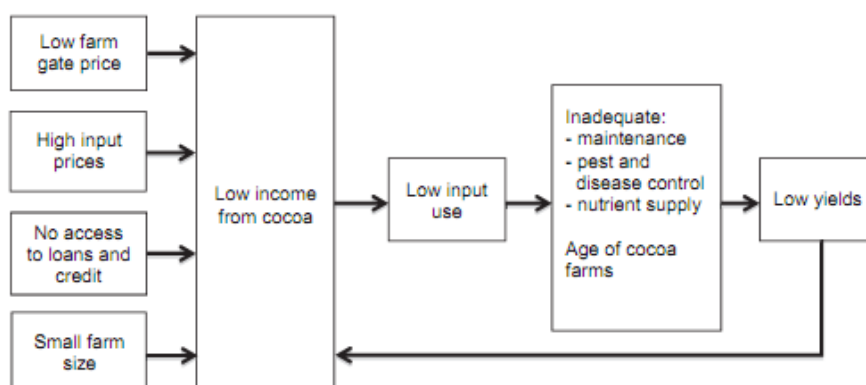 Low farm
gate price
High input
prices
No access
to loans and
credit
Small farm
size
Low income
from cocoa
Low input
use
Inadequate:
- maintenance
- pest and
disease control
- nutrient supply
Age of cocoa
farms
Low yields